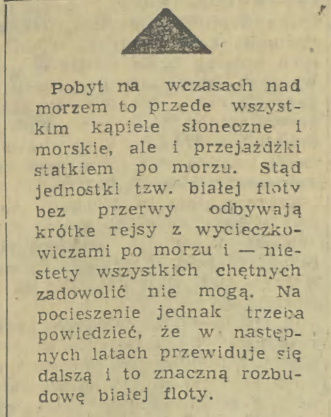 Pobyt na wczasach nad
morzem to przede wszyst-
kim kąpiele słoneczne i
morskie, ale i przejażdżki
statkiem po morzu. Stąd
jednostki tzw. białej floty
bez przerwy odbywają
krótkie rejsy z wycieczko-
wiczami po morzu i — nie-
stety wszystkich chętnych
zadowolić nie mogą. Na
pocieszenie jednak trzeba
powiedzieć, że w następ-
nych latach przewiduje się
dalszą i to znaczną rozbu-
dowę białej floty.